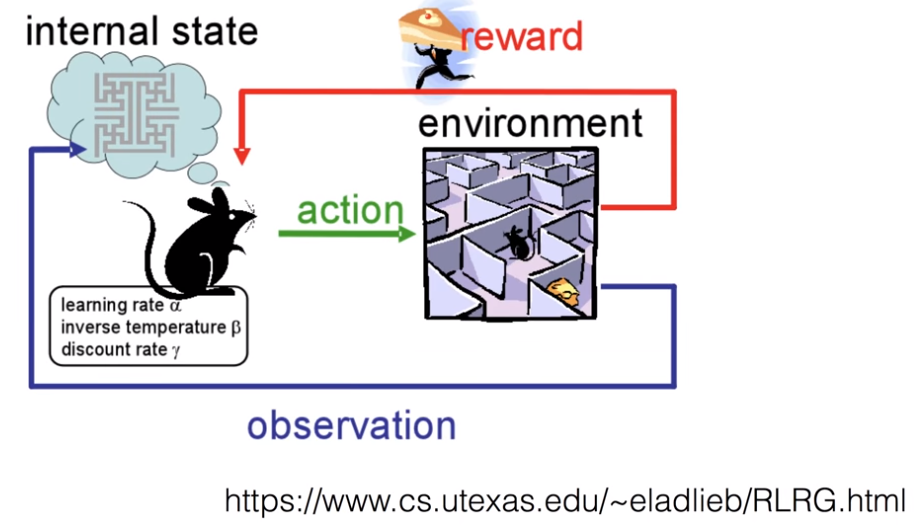 internal state
reward
environment
action
learning rate α
inverse temperature β
discount rate γ
observation
https://www.cs.utexas.edu/~eladlieb/RLRG.html